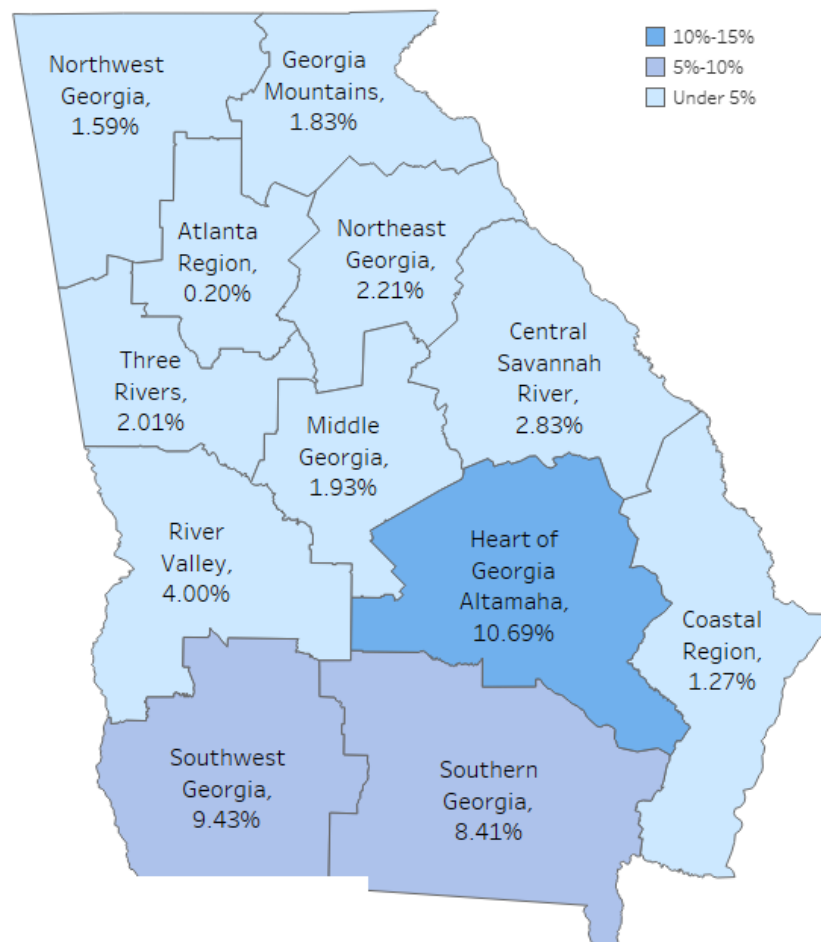 10%-15%
5%-10%
Under 5%
Northwest
Georgia,
1.59%
Georgia
Mountains,
1.83%
Atlanta
Region,
0.20%
Northeast
Georgia,
2.21%
Central
Savannah
River,
2.83%
Three
Rivers,
2.01%
Middle
Georgia,
1.93%
River
Valley,
4.00%
Heart of
Georgia
Altamaha,
10.69%
Coastal
Region,
1.27%
Southwest
Georgia,
9.43%
Southern
Georgia,
8.41%